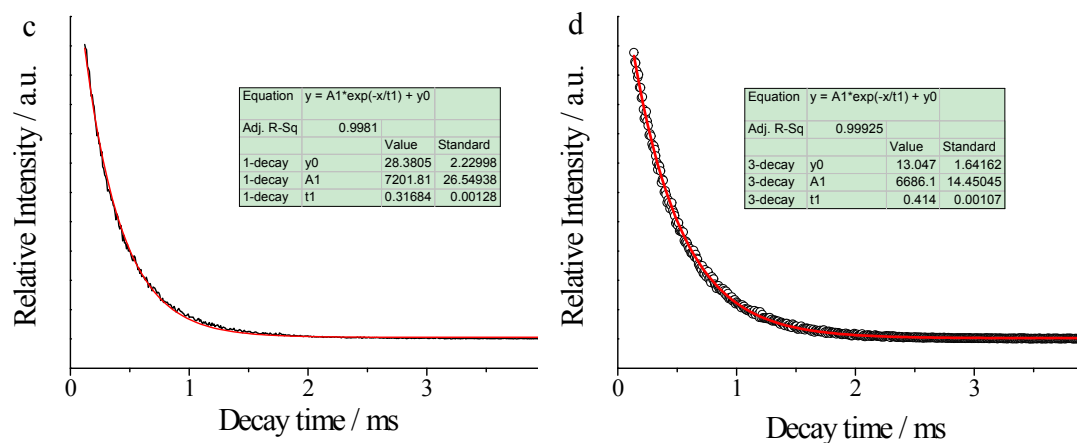 c
Relative Intensity / a.u.
Equation y = A1*exp(-x/t1) + y0
Adj. R-Sq 0.9981
Value Standard
1-decay y0 28.3805 2.22998
1-decay A1 7201.81 26.54938
1-decay t1 0.31684 0.00128
0 1 2 3
Decay time / ms
d
Relative Intensity / a.u.
Equation y = A1*exp(-x/t1) + y0
Adj. R-Sq 0.99925
Value Standard
3-decay y0 13.047 1.64162
3-decay A1 6686.1 14.45045
3-decay t1 0.414 0.00107
0 1 2 3
Decay time / ms